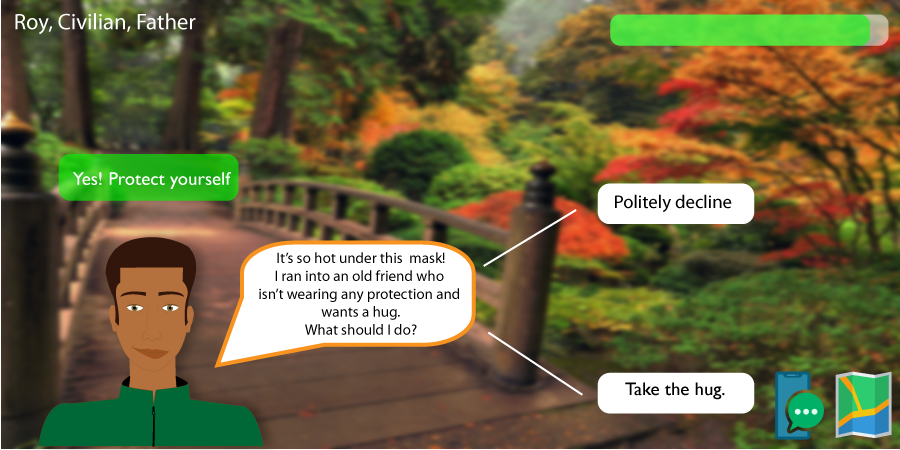 Roy, Civilian, Father
Yes! Protect yourself
Politely decline
It's so hot under this mask!
I ran into an old friend who
isn't wearing any protection and
wants a hug.
What should I do?
Take the hug.